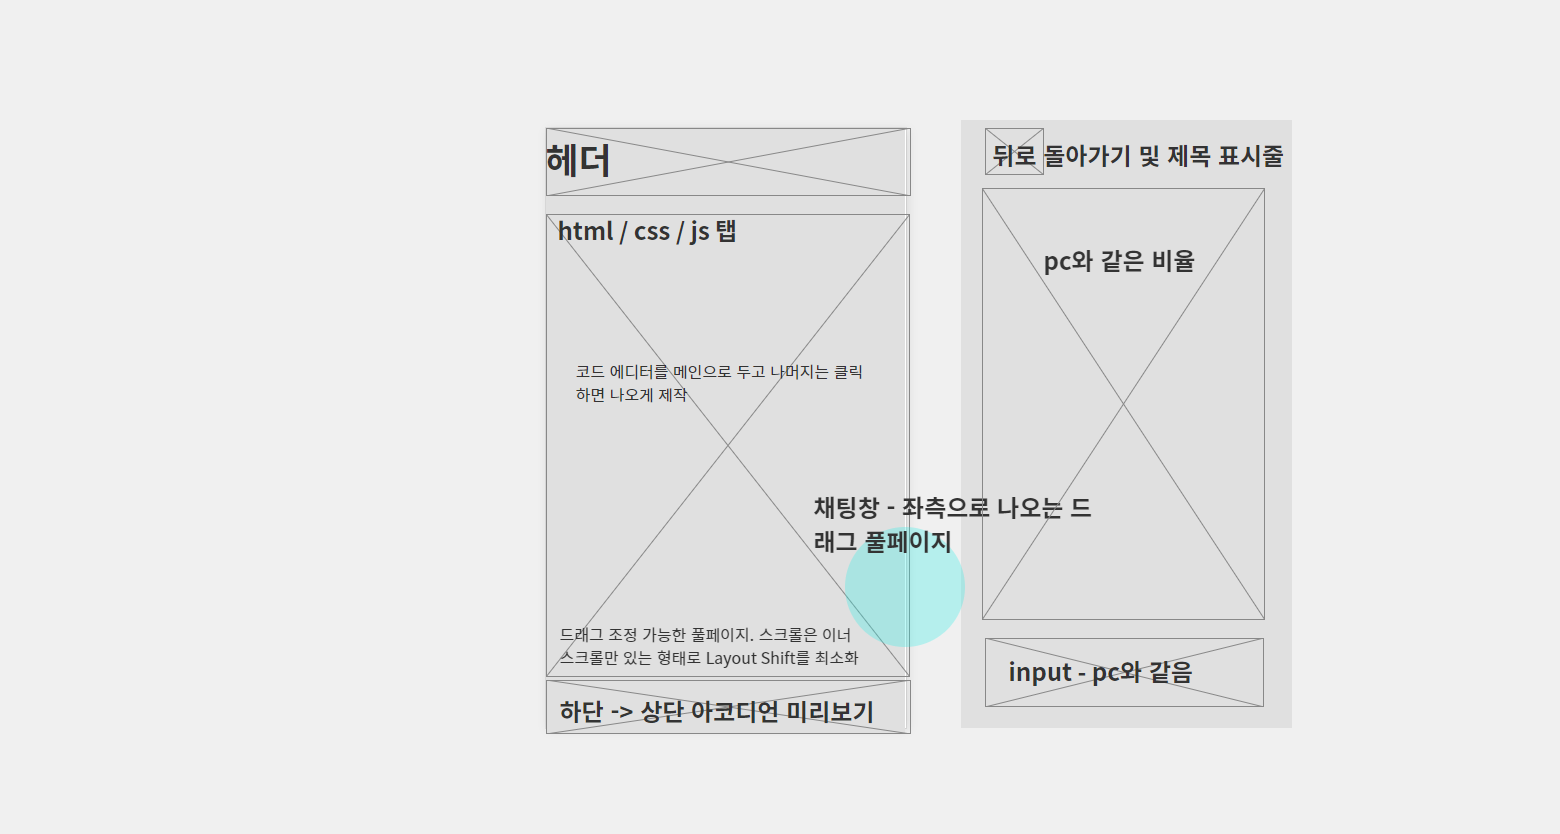 헤더
html / css / js 탭
코드 에디터를 메인으로 두고 나머지는 클릭
하면 나오게 제작
채팅창 - 좌측으로 나오는 드
래그 풀페이지
드래그 조정 가능한 풀페이지. 스크롤은 이너
스크롤만 있는 형태로 Layout Shift를 최소화
하단 -> 상단 아코디언 미리보기
뒤로 돌아가기 및 제목 표시줄
pc와 같은 비율
input - pc와 같음